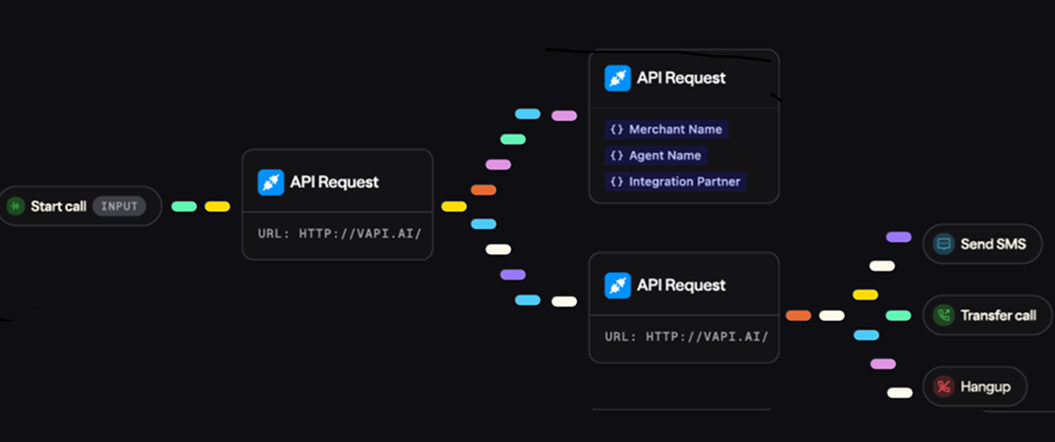 API Request
{} Merchant Name
{} Agent Name
{} Integration Partner
API Request
URL: HTTP://VAPI.AI/
Start call INPUT
API Request
URL: HTTP://VAPI.AI/
Send SMS
Transfer call
Hangup